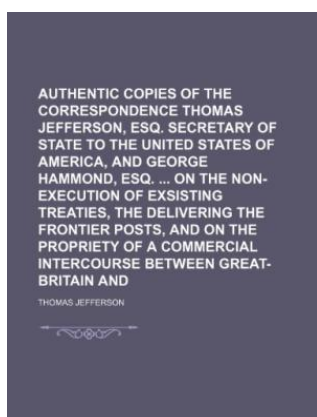 AUTHENTIC COPIES OF THE
CORRESPONDENCE THOMAS
JEFFERSON, ESQ. SECRETARY OF
STATE TO THE UNITED STATES OF
AMERICA, AND GEORGE
HAMMOND, ESQ. ... ON THE NON-
EXECUTION OF EXSISTING
TREATIES, THE DELIVERING THE
FRONTIER POSTS, AND ON THE
PROPRIETY OF A COMMERCIAL
INTERCOURSE BETWEEN GREAT-
BRITAIN AND
THOMAS JEFFERSON